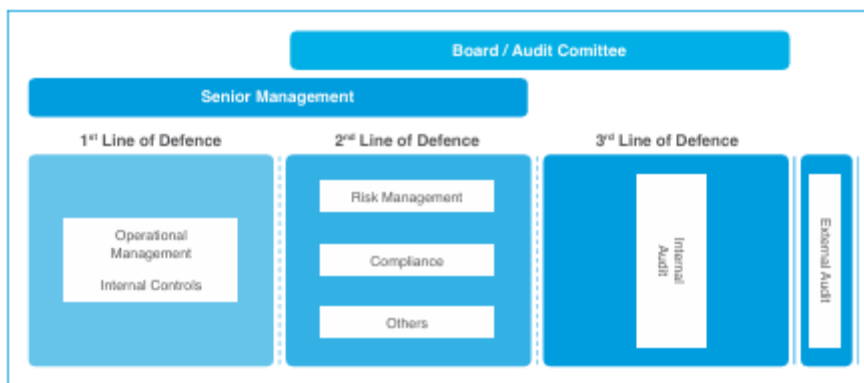 Board / Audit Comittee
Senior Management
1st Line of Defence
2nd Line of Defence
3rd Line of Defence
Operational
Management
Internal Controls
Risk Management
Compliance
Others
Internal
Audit
External Audit